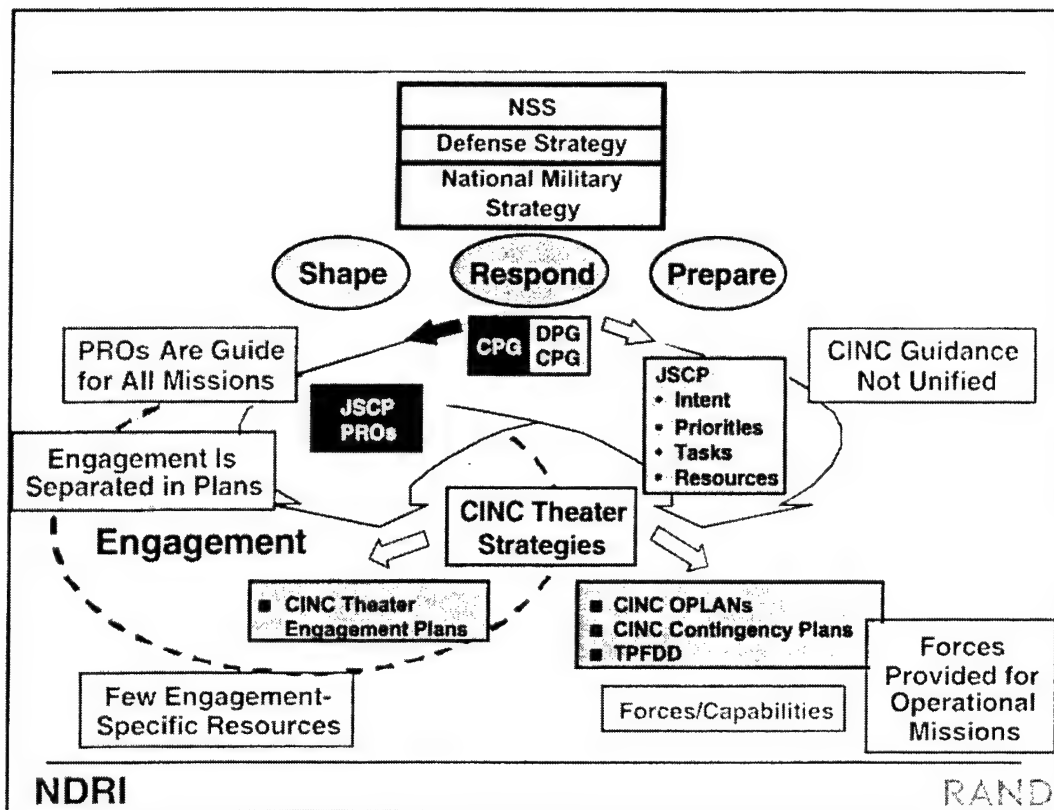 NSS
Defense Strategy
National Military
Strategy
Shape
Respond
Prepare
PROs Are Guide
for All Missions
CPG
DPG
CPG
CINC Guidance
Not Unified
JSCP
PROs
JSCP
• Intent
• Priorities
• Tasks
• Resources
Engagement Is
Separated in Plans
CINC Theater
Strategies
Engagement
■ CINC Theater
Engagement Plans
■ CINC OPLANs
■ CINC Contingency Plans
■ TPFDD
Few Engagement-
Specific Resources
Forces/Capabilities
Forces
Provided for
Operational
Missions
NDRI
RAND